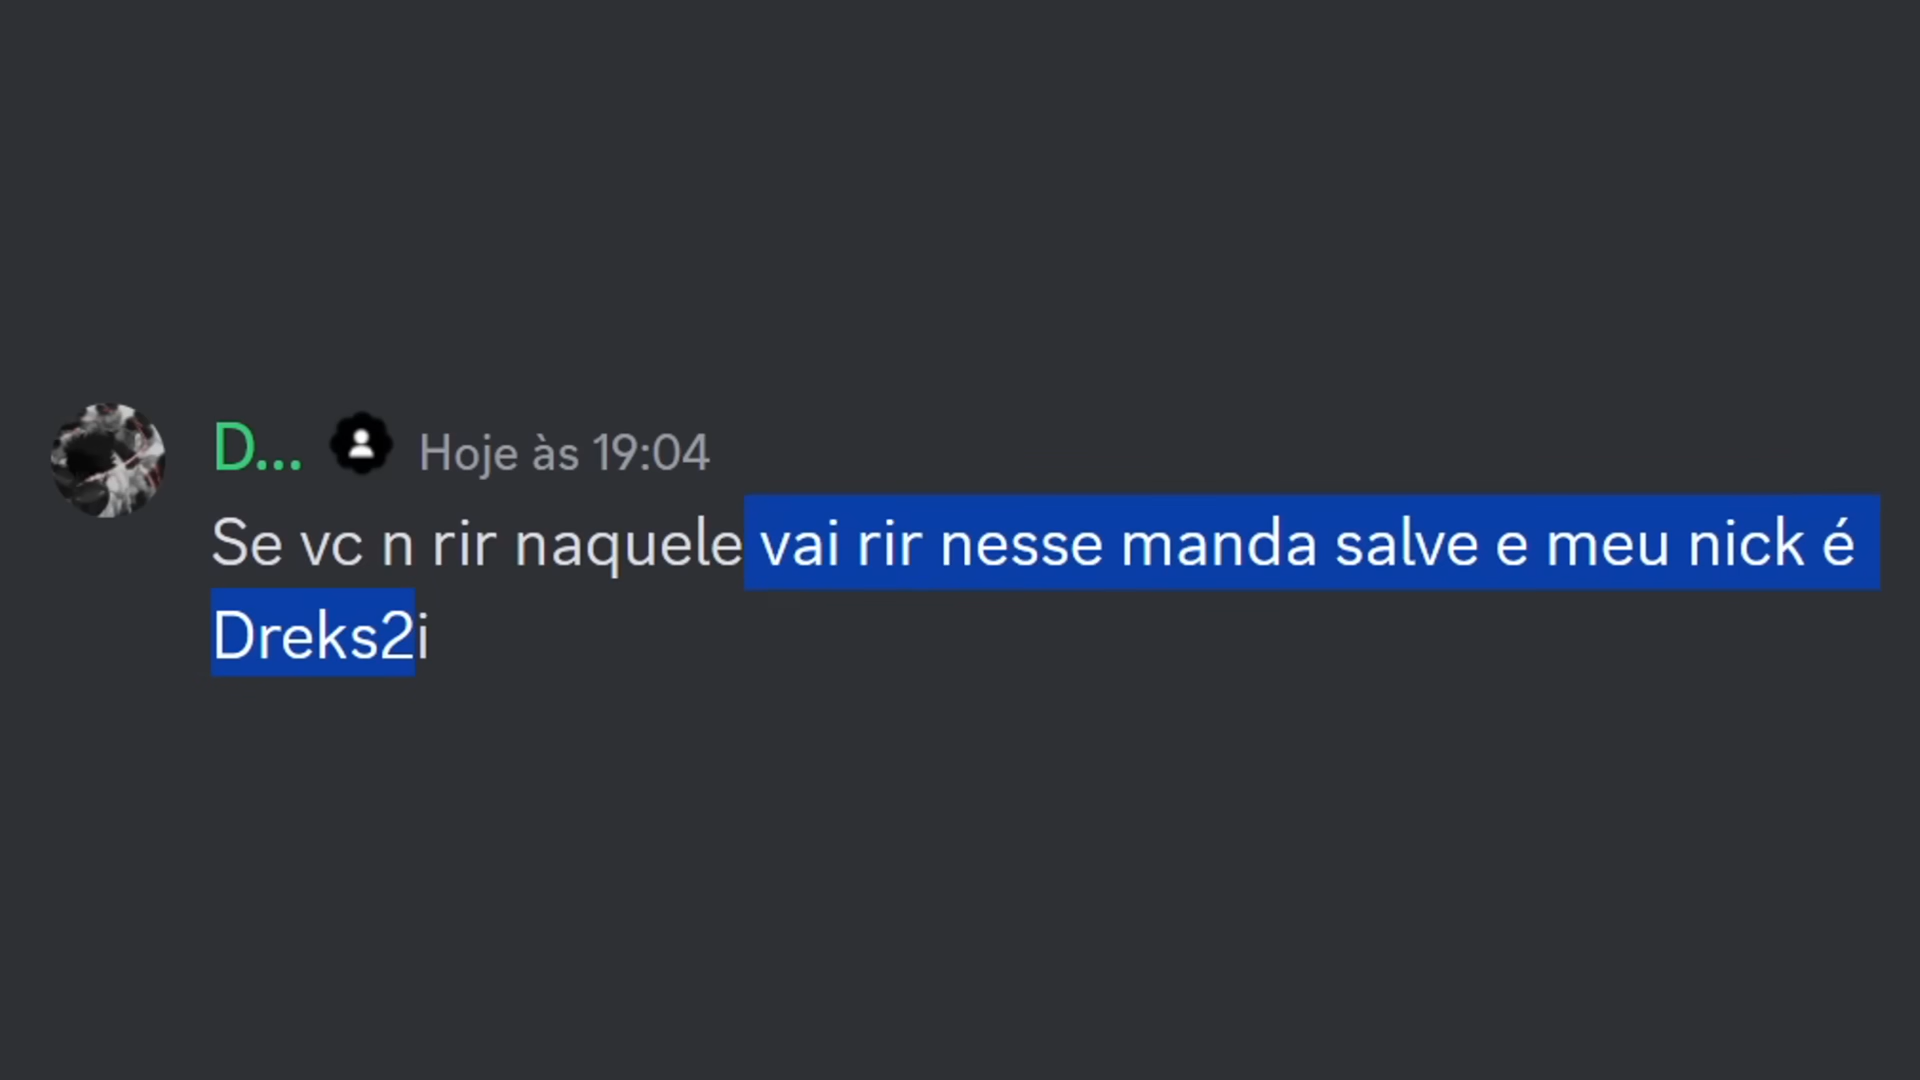 D... Hoje às 19:04
Se vc n rir naquele vai rir nesse manda salve e meu nick é
Dreks2i